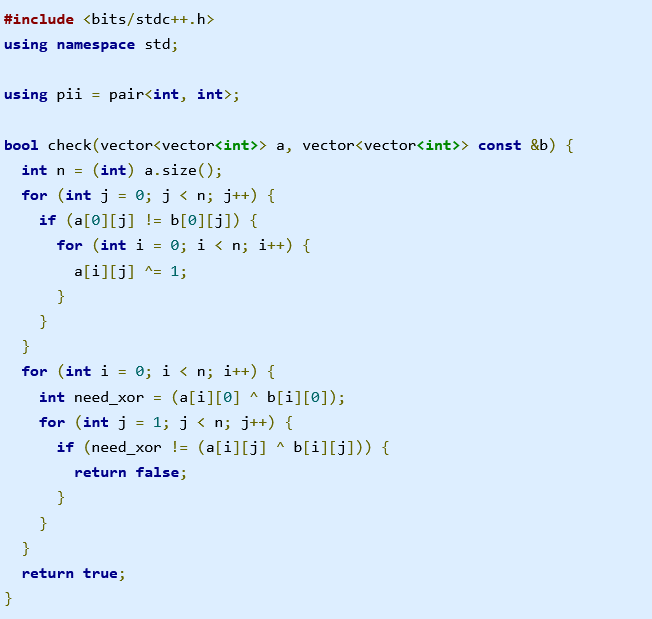 #include <bits/stdc++.h>
using namespace std;

using pii = pair<int, int>;

bool check(vector<vector<int>> a, vector<vector<int>> const &b) {
  int n = (int) a.size();
  for (int j = 0; j < n; j++) {
    if (a[0][j] != b[0][j]) {
      for (int i = 0; i < n; i++) {
        a[i][j] ^= 1;
      }
    }
  }
  for (int i = 0; i < n; i++) {
    int need_xor = (a[i][0] ^ b[i][0]);
    for (int j = 1; j < n; j++) {
      if (need_xor != (a[i][j] ^ b[i][j])) {
        return false;
      }
    }
  }
  return true;
}